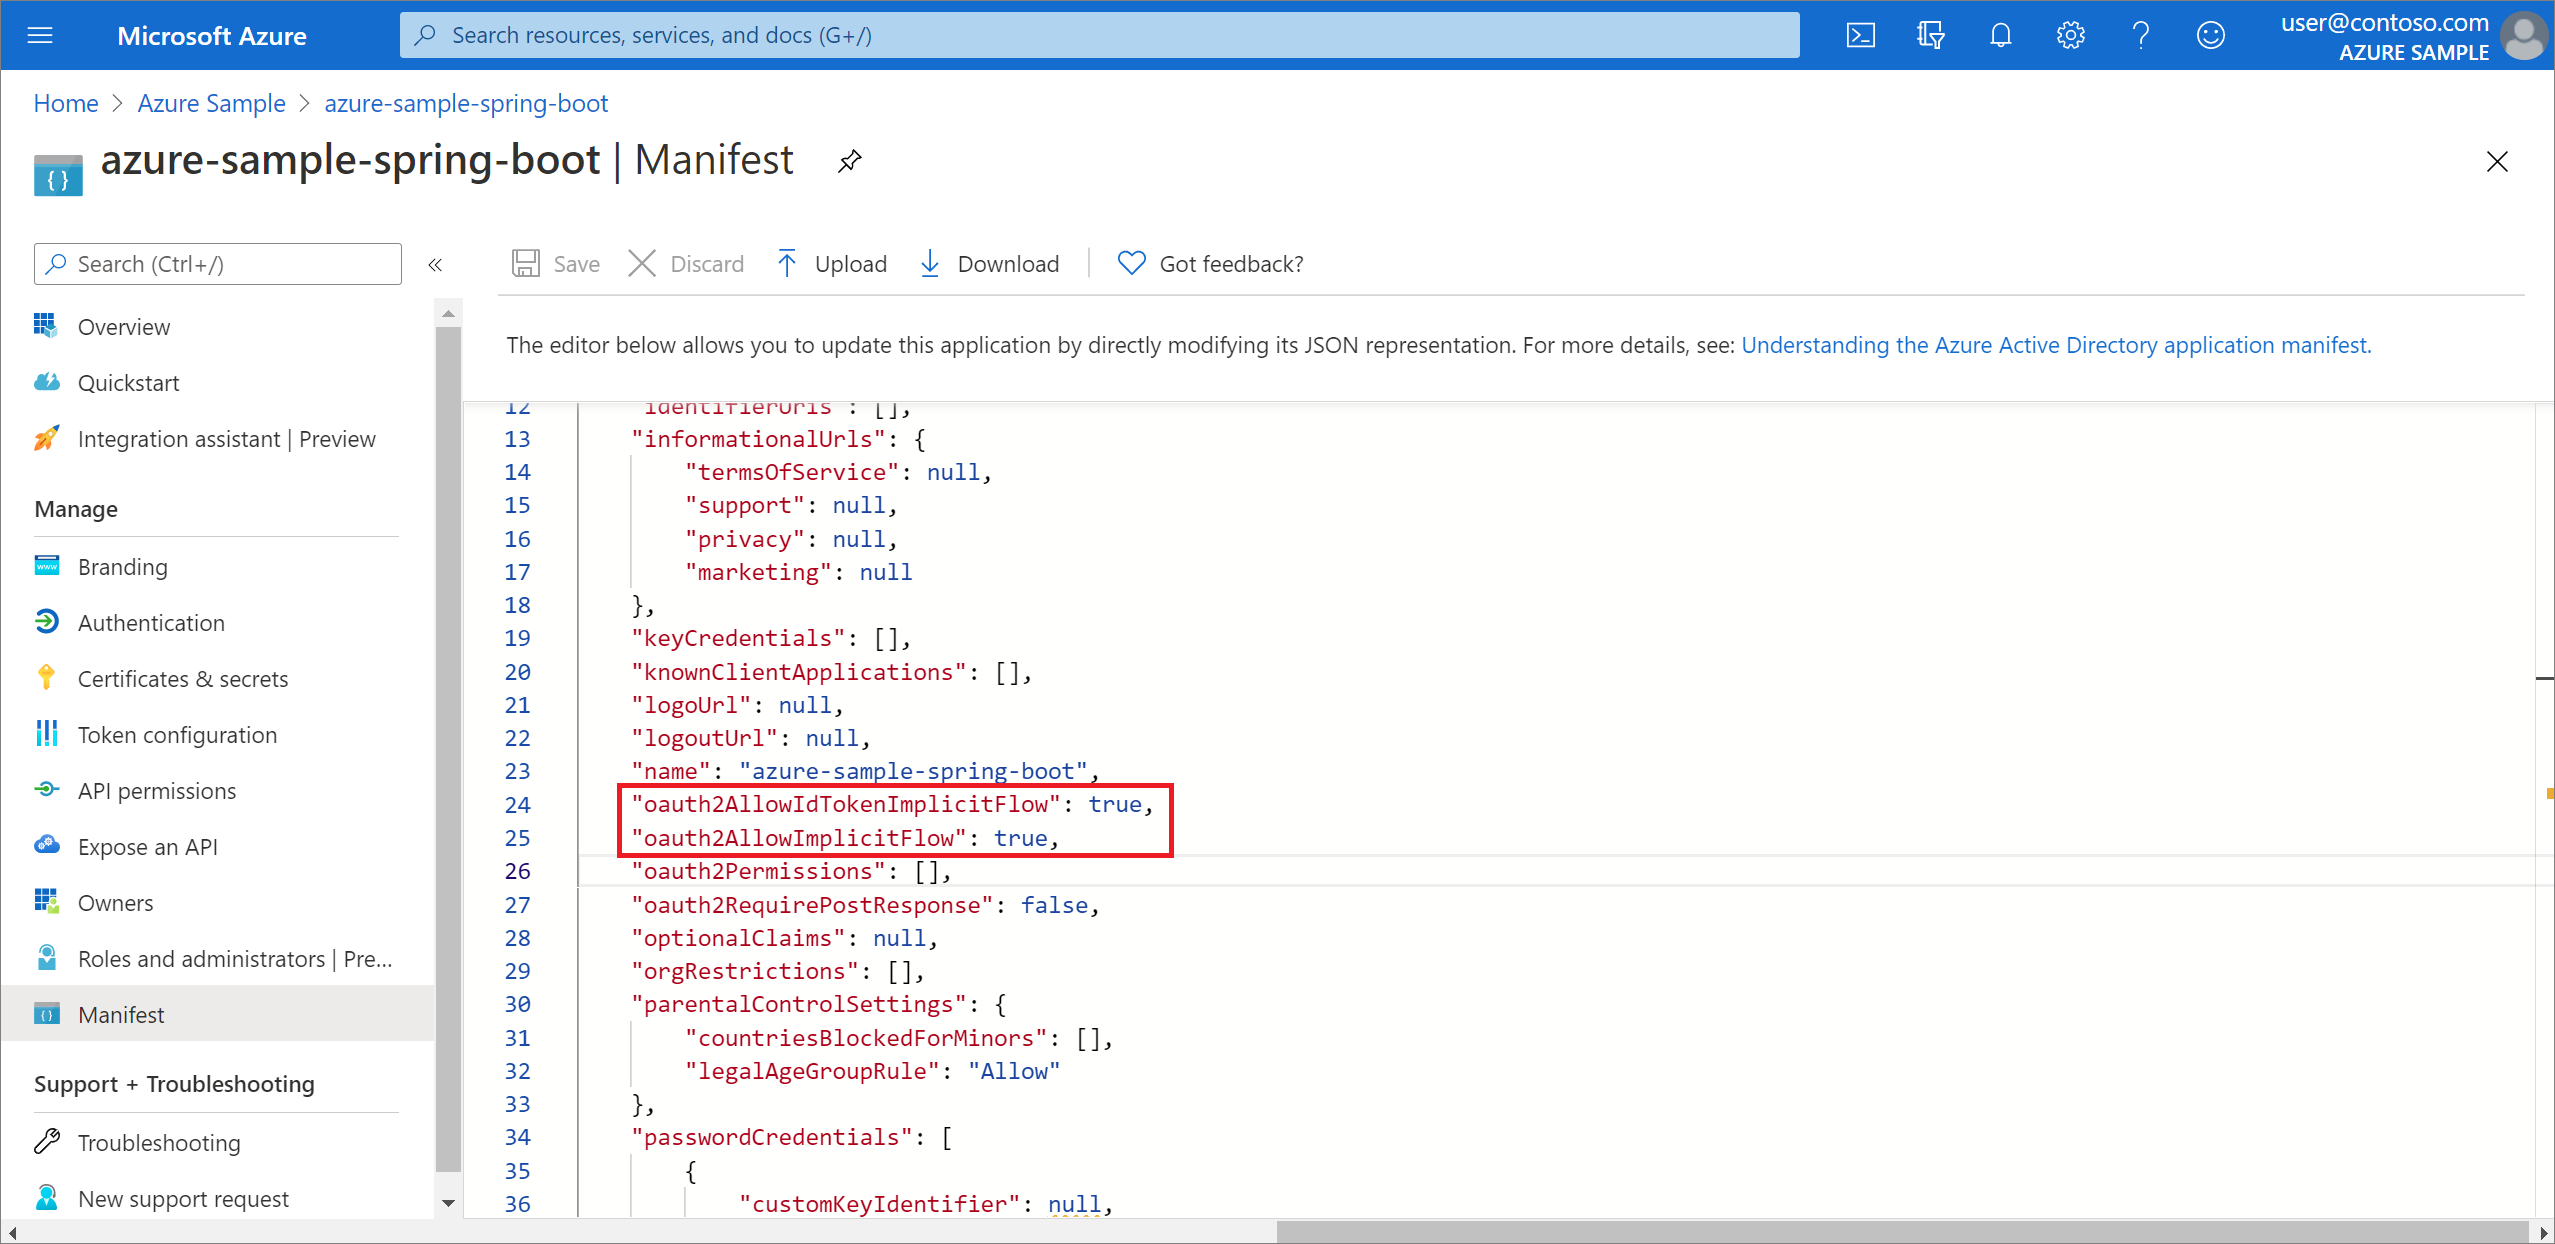 Microsoft Azure
Search resources, services, and docs (G+/)
user@contoso.com
AZURE SAMPLE
Home > Azure Sample > azure-sample-spring-boot
azure-sample-spring-boot | Manifest
Search (Ctrl+/)
«
Save
Discard
Upload
Download
Got feedback?
Overview
Quickstart
Integration assistant | Preview
Manage
Branding
Authentication
Certificates & secrets
Token configuration
API permissions
Expose an API
Owners
Roles and administrators | Pre...
Manifest
Support + Troubleshooting
Troubleshooting
New support request
The editor below allows you to update this application by directly modifying its JSON representation. For more details, see: Understanding the Azure Active Directory application manifest.
12 "identifierUris": [],
13 "informationalUrls": {
14 "termsOfService": null,
15 "support": null,
16 "privacy": null,
17 "marketing": null
18 },
19 "keyCredentials": [],
20 "knownClientApplications": [],
21 "logoUrl": null,
22 "logoutUrl": null,
23 "name": "azure-sample-spring-boot",
24 "oauth2AllowIdTokenImplicitFlow": true,
25 "oauth2AllowImplicitFlow": true,
26 "oauth2Permissions": [],
27 "oauth2RequirePostResponse": false,
28 "optionalClaims": null,
29 "orgRestrictions": [],
30 "parentalControlSettings": {
31 "countriesBlockedForMinors": [],
32 "legalAgeGroupRule": "Allow"
33 },
34 "passwordCredentials": [
35 {
36 "customKeyIdentifier": null,